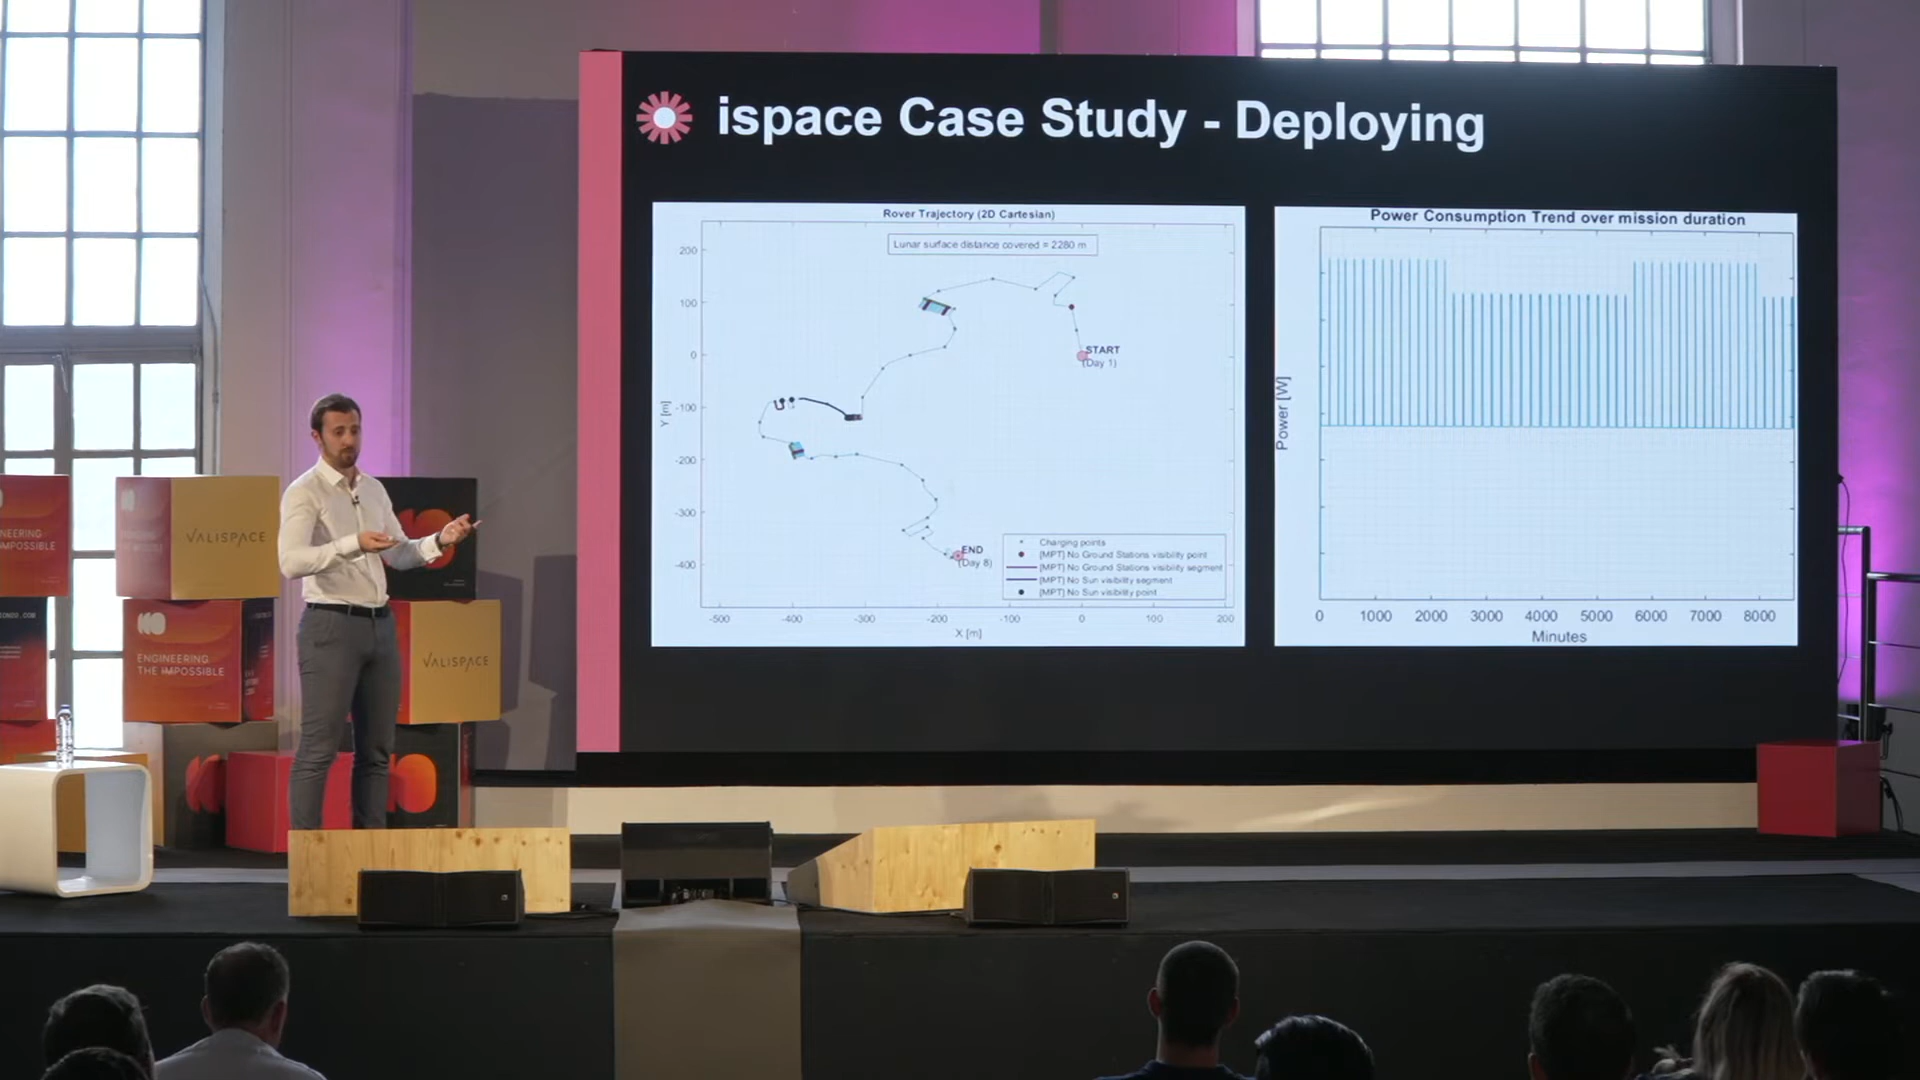 ispace Case Study - Deploying
Rover Trajectory (2D Cartesian)
Lunar surface distance covered = 2280 m
200
100
0
-100
-200
-300
-400
Y [m]
START
(Day 1)
END
(Day 8)
Charging points
[MPT] No Ground Stations visibility point
[MPT] No Ground Stations visibility segment
[MPT] No Sun visibility segment
[MPT] No Sun visibility point
-500 -400 -300 -200 -100 0 100 200
X [m]
Power Consumption Trend over mission duration
Power [W]
0 1000 2000 3000 4000 5000 6000 7000 8000
Minutes
NEERING
IMPOSSIBLE
VALISPACE
ENGINEERING
THE IMPOSSIBLE
VALISPACE